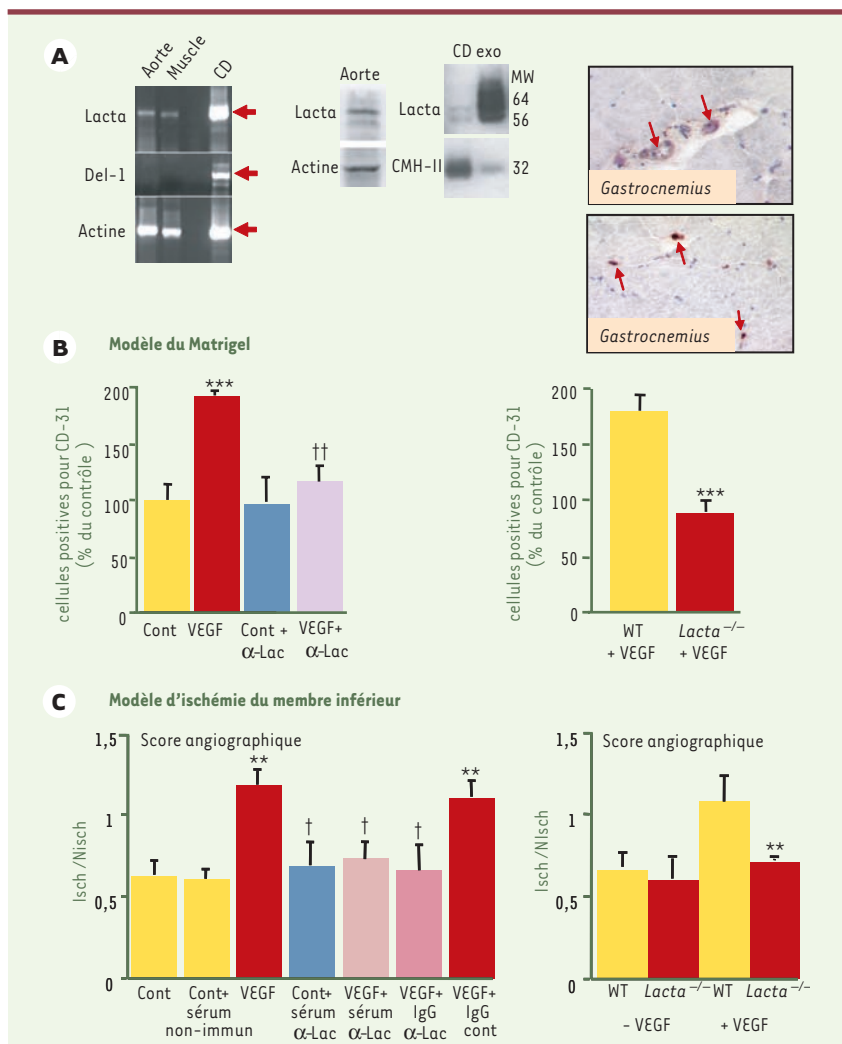 A
Aorte
Muscle
CD
Lacta
Del-1
Actine
Aorte
Lacta
Actine
CD exo
MW
Lacta
64
56
CMH-II
32
Gastrocnemius
Gastrocnemius
B
Modèle du Matrigel
cellules positives pour CD-31
(% du contrôle )
200
150
100
50
0
***
††
Cont
VEGF
Cont +
α-Lac
VEGF+
α-Lac
cellules positives pour CD-31
(% du contrôle )
200
150
100
50
0
***
WT
+ VEGF
Lacta –/–
+ VEGF
C
Modèle d'ischémie du membre inférieur
Score angiographique
Isch /Nisch
1,5
1
0,5
0
**
†
†
†
**
Cont
Cont+
sérum
non-immun
VEGF
Cont+
sérum
α-Lac
VEGF+
sérum
α-Lac
VEGF+
IgG
α-Lac
VEGF+
IgG
cont
Score angiographique
Isch /NIsch
1,5
1
0,5
0
**
WT
Lacta –/–
WT
Lacta –/–
– VEGF
+ VEGF